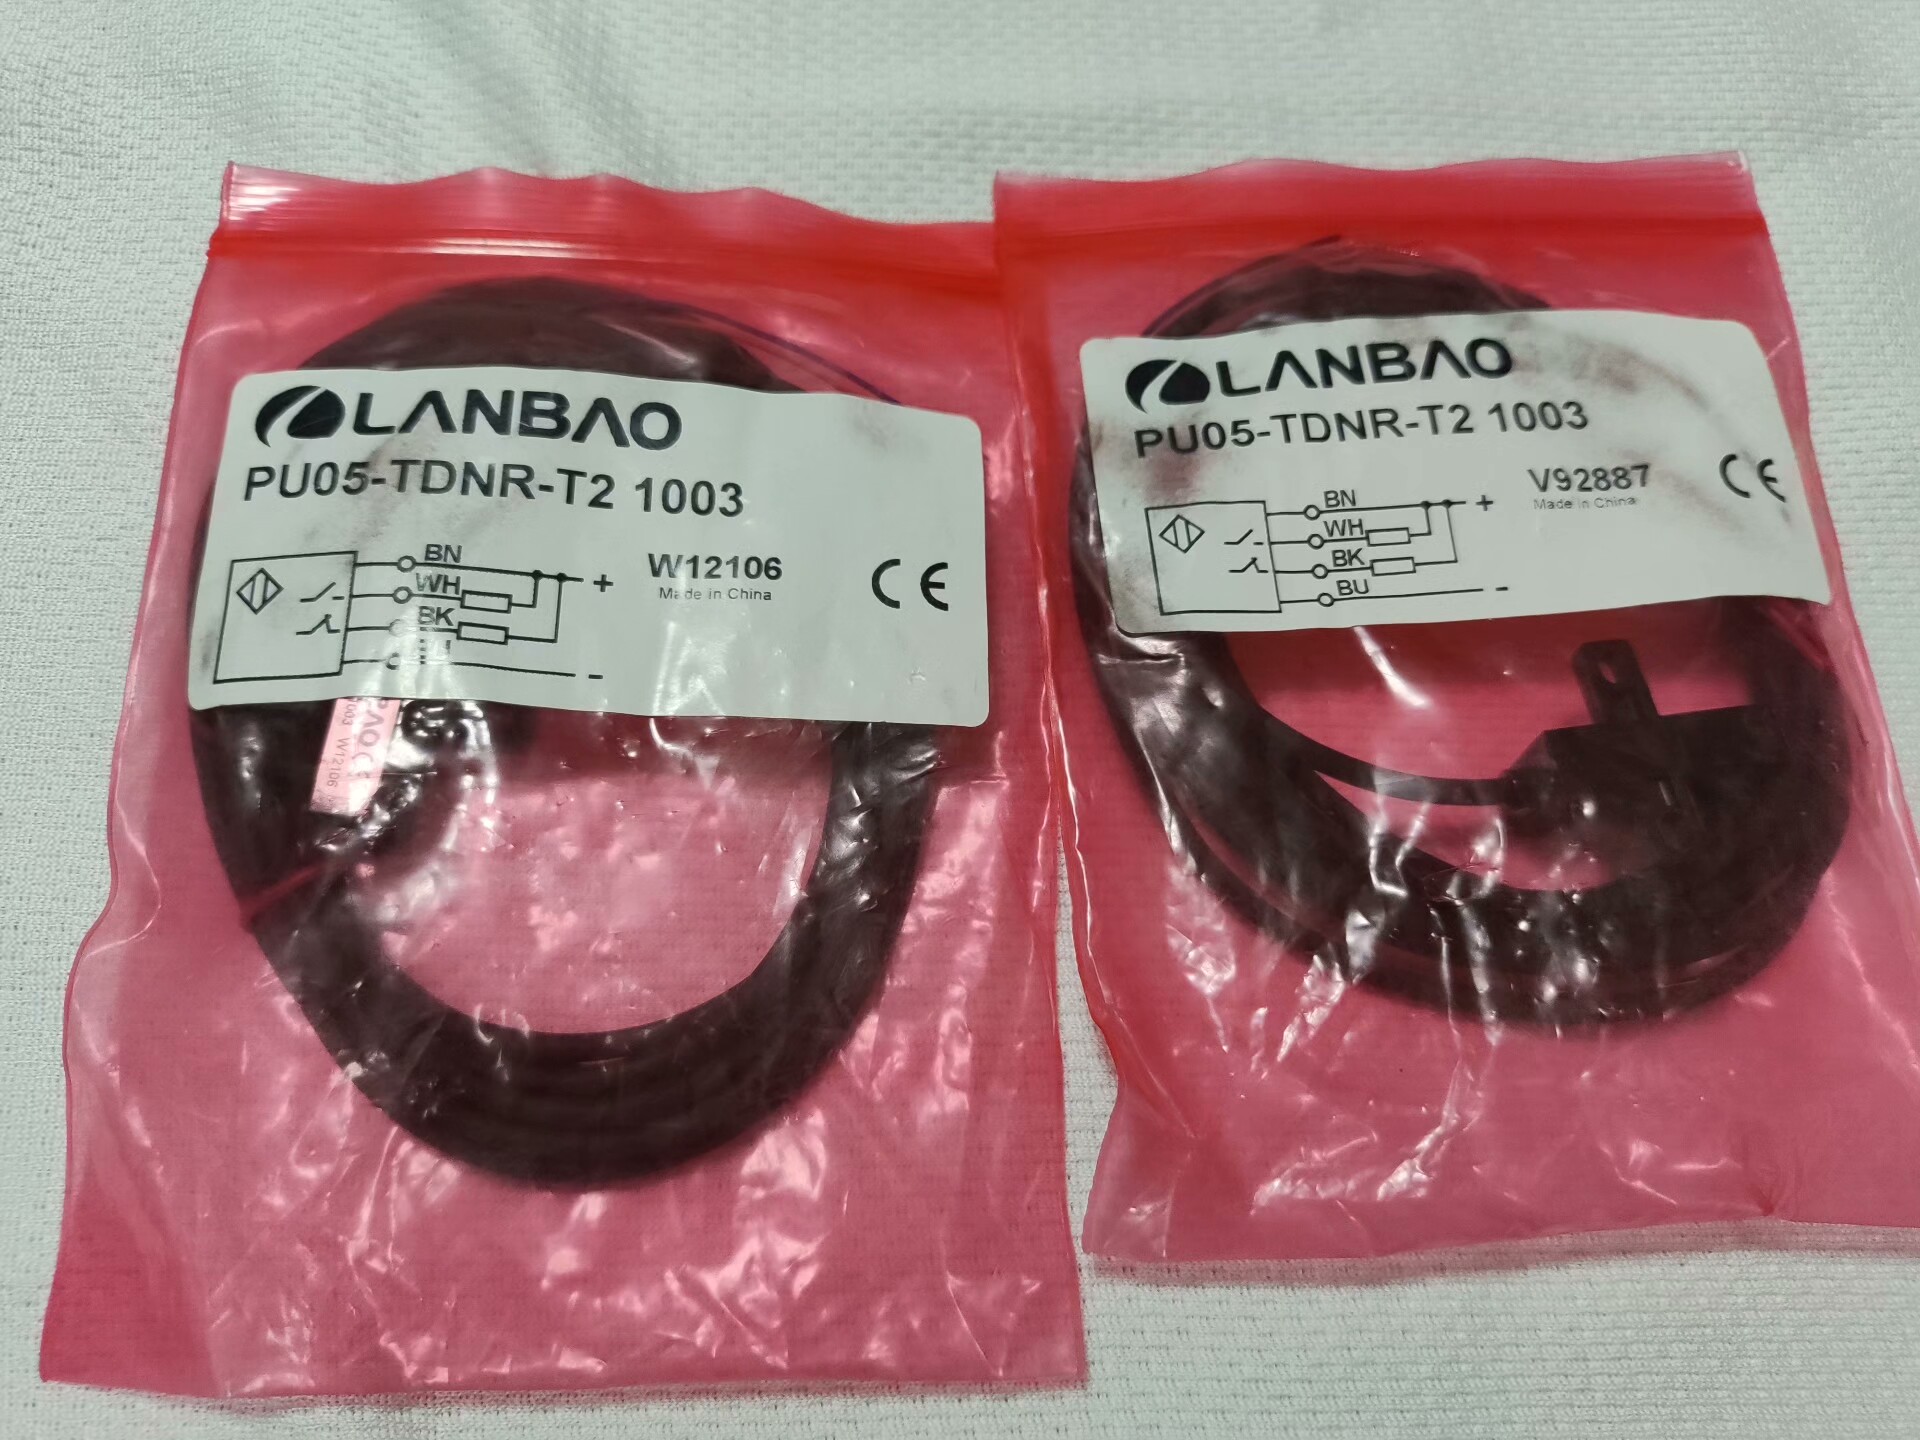 LANBAO
PU05-TDNR-T2 1003
BN
WH
BK
+
-
W12106
Made in China
CE
W12106
LANBAO
PU05-TDNR-T2 1003
BN
WH
BK
BU
+
-
V92887
Made in China
CE